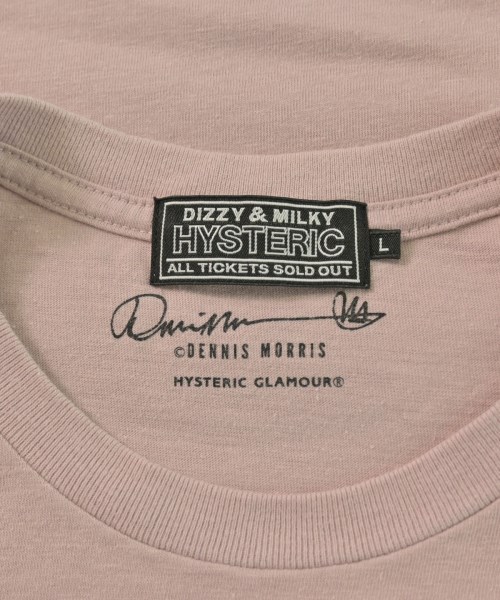 DIZZY & MILKY
HYSTERIC
L
ALL TICKETS SOLD OUT
©DENNIS MORRIS
HYSTERIC GLAMOUR®